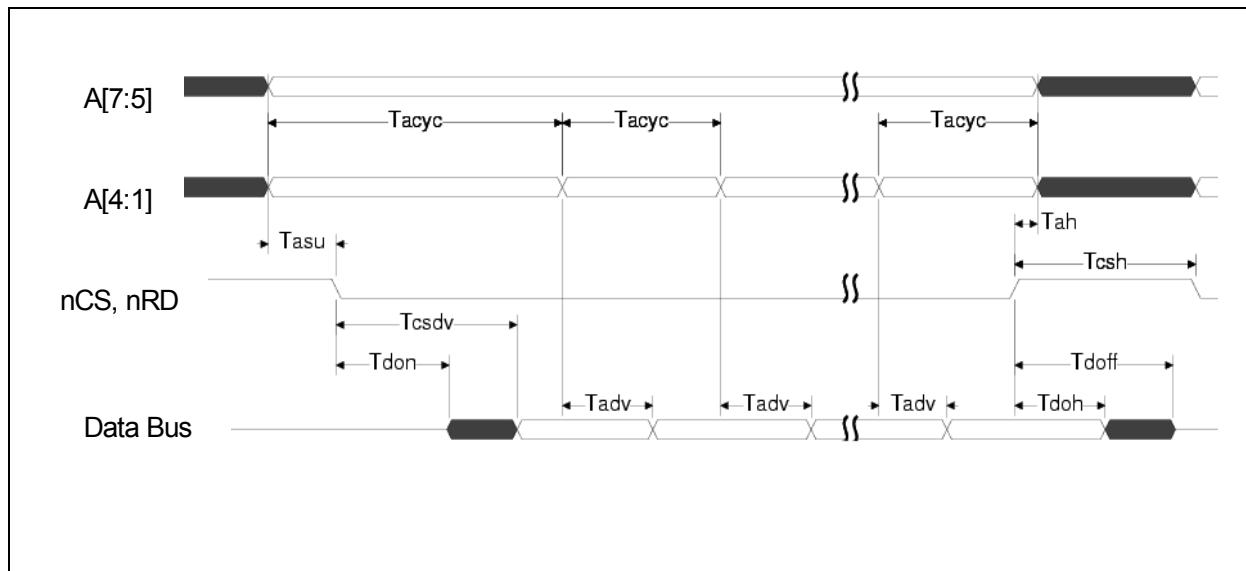 A[7:5]
Tacyc Tacyc Tacyc
A[4:1]
Tah
Tasu
Tcsh
nCS, nRD
Tcsdv
Tdon Tdoff
Tadv Tadv Tadv Tdoh
Data Bus